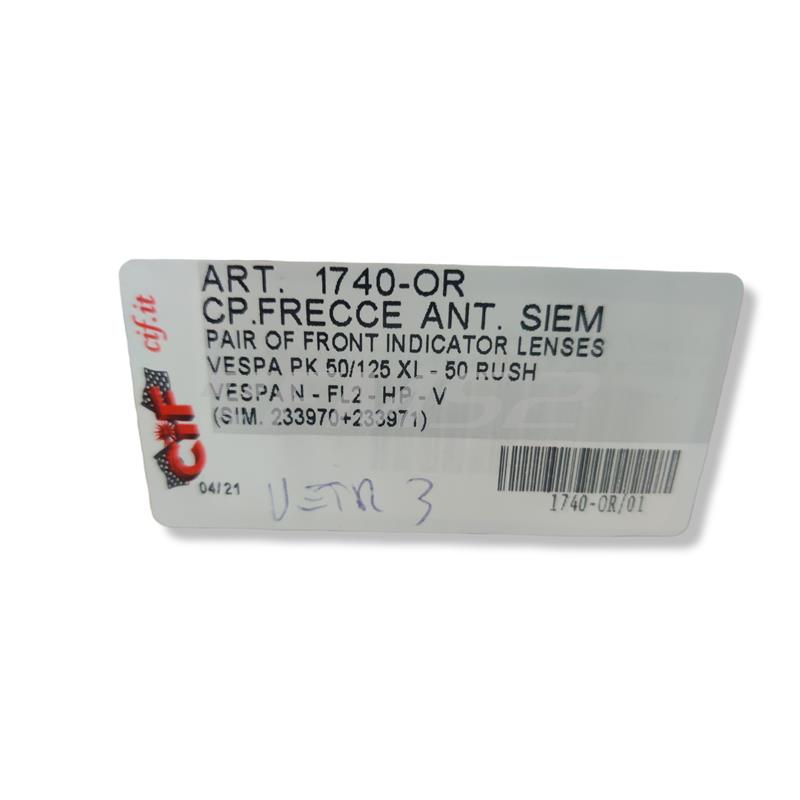 ART. 1740-OR
CP.FRECCE ANT. SIEM
PAIR OF FRONT INDICATOR LENSES
VESPA PK 50/125 XL - 50 RUSH
VESPA N - FL2 - HP - V
(SIM. 233970+233971)
cif.it
CIF
04/21
VETR 3
1740-OR/01